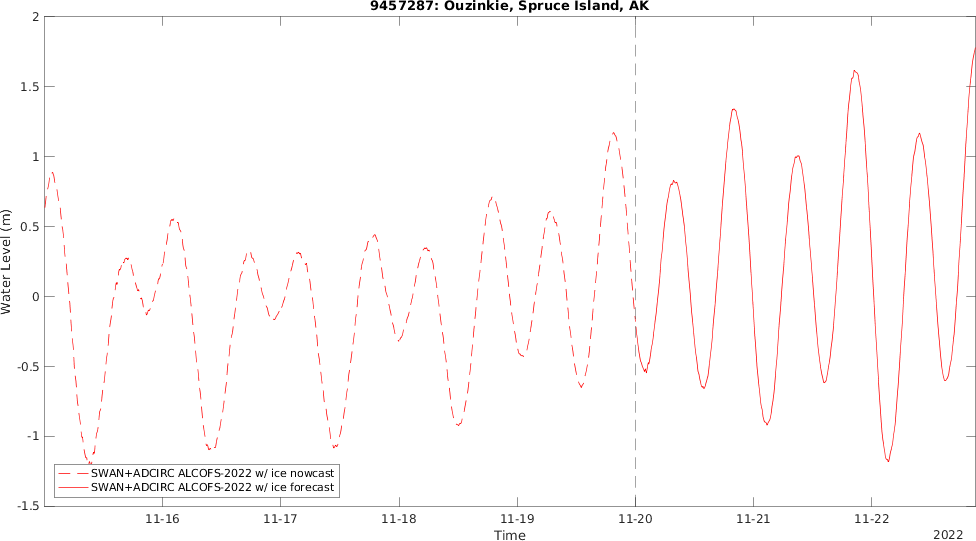 9457287: Ouzinkie, Spruce Island, AK
2
1.5
1
0.5
0
-0.5
-1
-1.5
Water Level (m)
SWAN+ADCIRC ALCOFS-2022 w/ ice nowcast
SWAN+ADCIRC ALCOFS-2022 w/ ice forecast
11-16 11-17 11-18 11-19 11-20 11-21 11-22
Time
2022